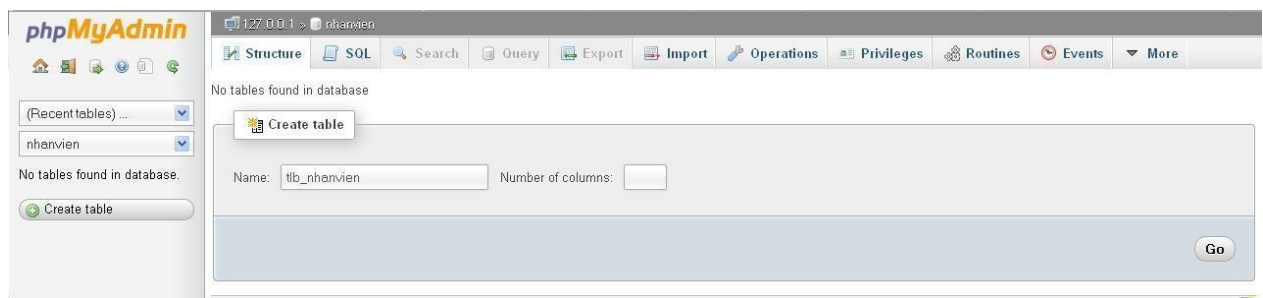 phpMyAdmin
(Recent tables) ...
nhanvien
No tables found in database.
Create table
127.0.0.1 » nhanvien
Structure SQL Search Query Export Import Operations Privileges Routines Events More
No tables found in database
Create table
Name: tlb_nhanvien Number of columns:
Go